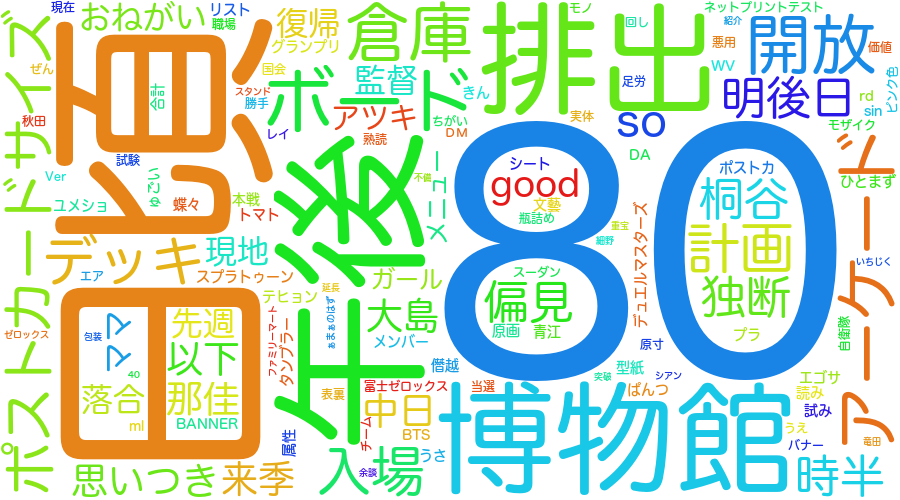 現在
おねがい
リスト
職場
復帰
グランプリ
倉庫
モノ
排出
回し
ネットプリントテスト
紹介
悪用
WV
開放
価値
ピンク色
ポストカードサイズ
ぜん
秋田
Ver
頃
合計
国会
スタンド
勝手
レイ
ボード
監督
アツキ
熟読
きん
ちがい
DM
実体
足労
so
DA
明後日
rd
sin
モザイク
アーケード
試験
ユメショ
化
ゅごい
蝶々
本戦
トマト
午後
メニュー
不備
80
シート
good
文藝
瓶詰め
重宝
細野
デュエルマスターズ
ポストカ
桐谷
計画
独断
プラ
ひとまず
いちじく
自衛隊
デッキ
エア
現地
スプラトゥーン
ガール
テヒョン
延長
スーダン
偏見
原画
青江
ゼロックス
包装
ママ
先週
以下
那佳
落合
40
ml
BANNER
ファミリーマート
タンブラー
ぁまぁのはず
大島
メンバー
僭越
表裏
富士ゼロックス
当選
中日
BTS
チーム
余談
属性
原寸
型紙
シアン
突破
ぱんつ
エゴサ
読み
試み
うえ
バナー
竜田
思いつき
来季
入場
うさ
博物館
時半